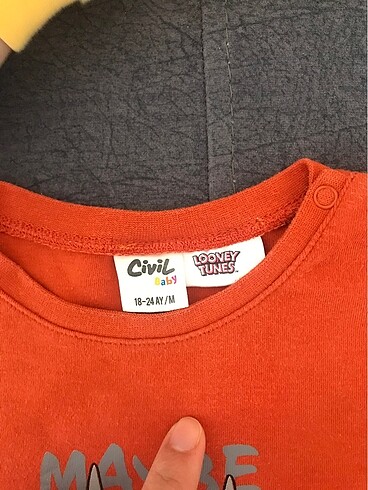 Civil
Baby
18-24 AY/M
LOONEY
TUNES
MAYBE